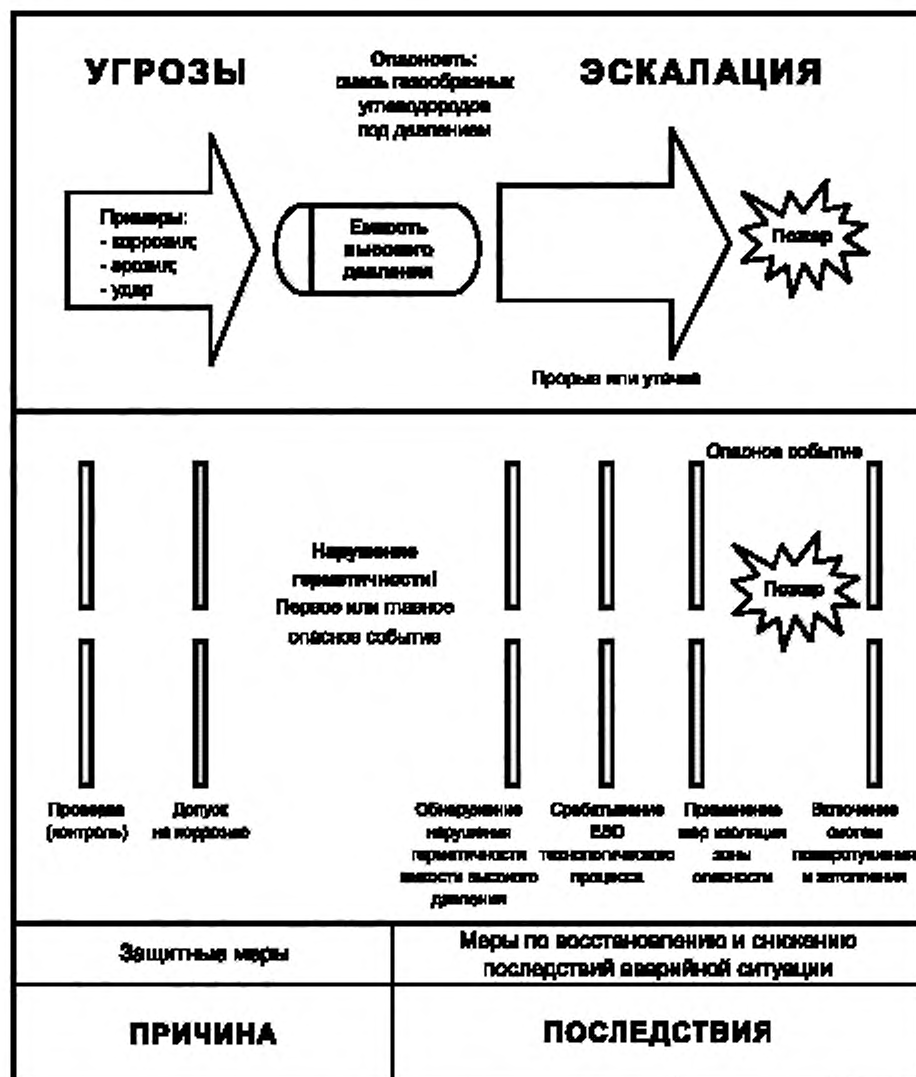 УГРОЗЫ
Опасность:
смесь газообразных
углеводородов
под давлением
ЭСКАЛАЦИЯ
Примеры:
- коррозия;
- эрозия;
- удар
Емкость
высокого
давления
Пожар
Прорыв или утечка
Опасное событие
Нарушение
герметичности!
Первое или главное
опасное событие
Пожар
Проверка
(контроль)
Допуск
на коррозию
Обнаружение
нарушения
герметичности
емкости высокого
давления
Срабатывание
ESD
технологического
процесса
Применение
мер изоляции
зоны
опасности
Включение
систем
пожаротушения
и затопления
Защитные меры
Меры по восстановлению и снижению
последствий аварийной ситуации
ПРИЧИНА
ПОСЛЕДСТВИЯ